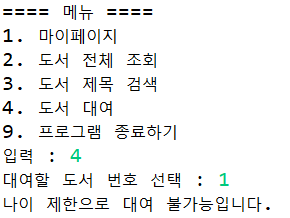 ==== 메뉴 ====
1. 마이페이지
2. 도서 전체 조회
3. 도서 제목 검색
4. 도서 대여
9. 프로그램 종료하기
입력 : 4
대여할 도서 번호 선택 : 1
나이 제한으로 대여 불가능입니다.